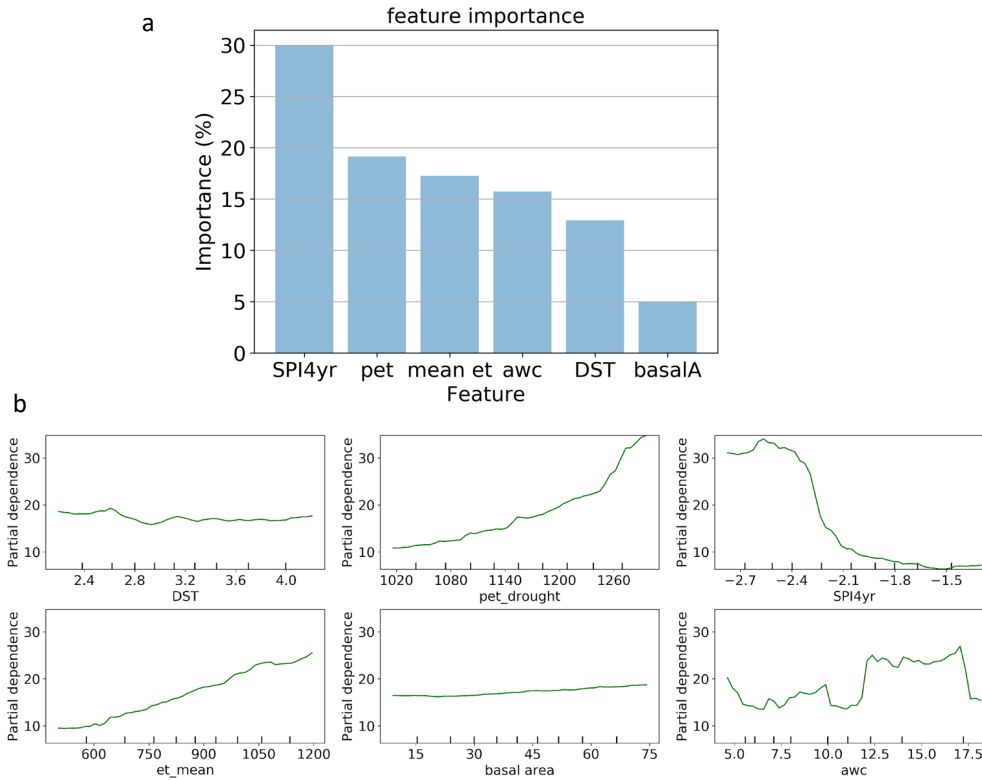 a
feature importance
Importance (%)
30
25
20
15
10
5
0
SPI4yr pet mean et awc DST basalA
Feature
b
Partial dependence
30
20
10
2.4 2.8 3.2 3.6 4.0
DST
Partial dependence
30
20
10
1020 1080 1140 1200 1260
pet_drought
Partial dependence
30
20
10
−2.7 −2.4 −2.1 −1.8 −1.5
SPI4yr
Partial dependence
30
20
10
600 750 900 1050 1200
et_mean
Partial dependence
30
20
10
15 30 45 60 75
basal area
Partial dependence
30
20
10
5.0 7.5 10.0 12.5 15.0 17.5
awc